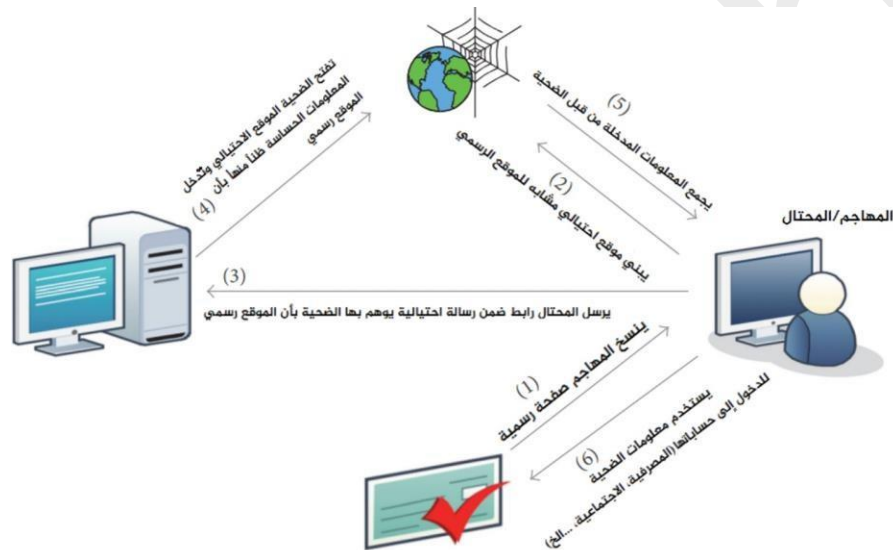 المهاجم/المحتال
(1)
ينسخ المهاجم صفحة رسمية
(2)
يبني موقع احتيالي مشابه للموقع الرسمي
(3)
يرسل المحتال رابط ضمن رسالة احتيالية يوهم بها الضحية بأن الموقع رسمي
تفتح الضحية الموقع الاحتيالي وتُدخل
المعلومات الحساسة ظناً منها بأن
الموقع رسمي
(4)
(5)
يجمع المعلومات المدخلة من قبل الضحية
يستخدم معلومات الضحية
للدخول إلى حساباتها (المصرفية، الاجتماعية، ...الخ)
(6)